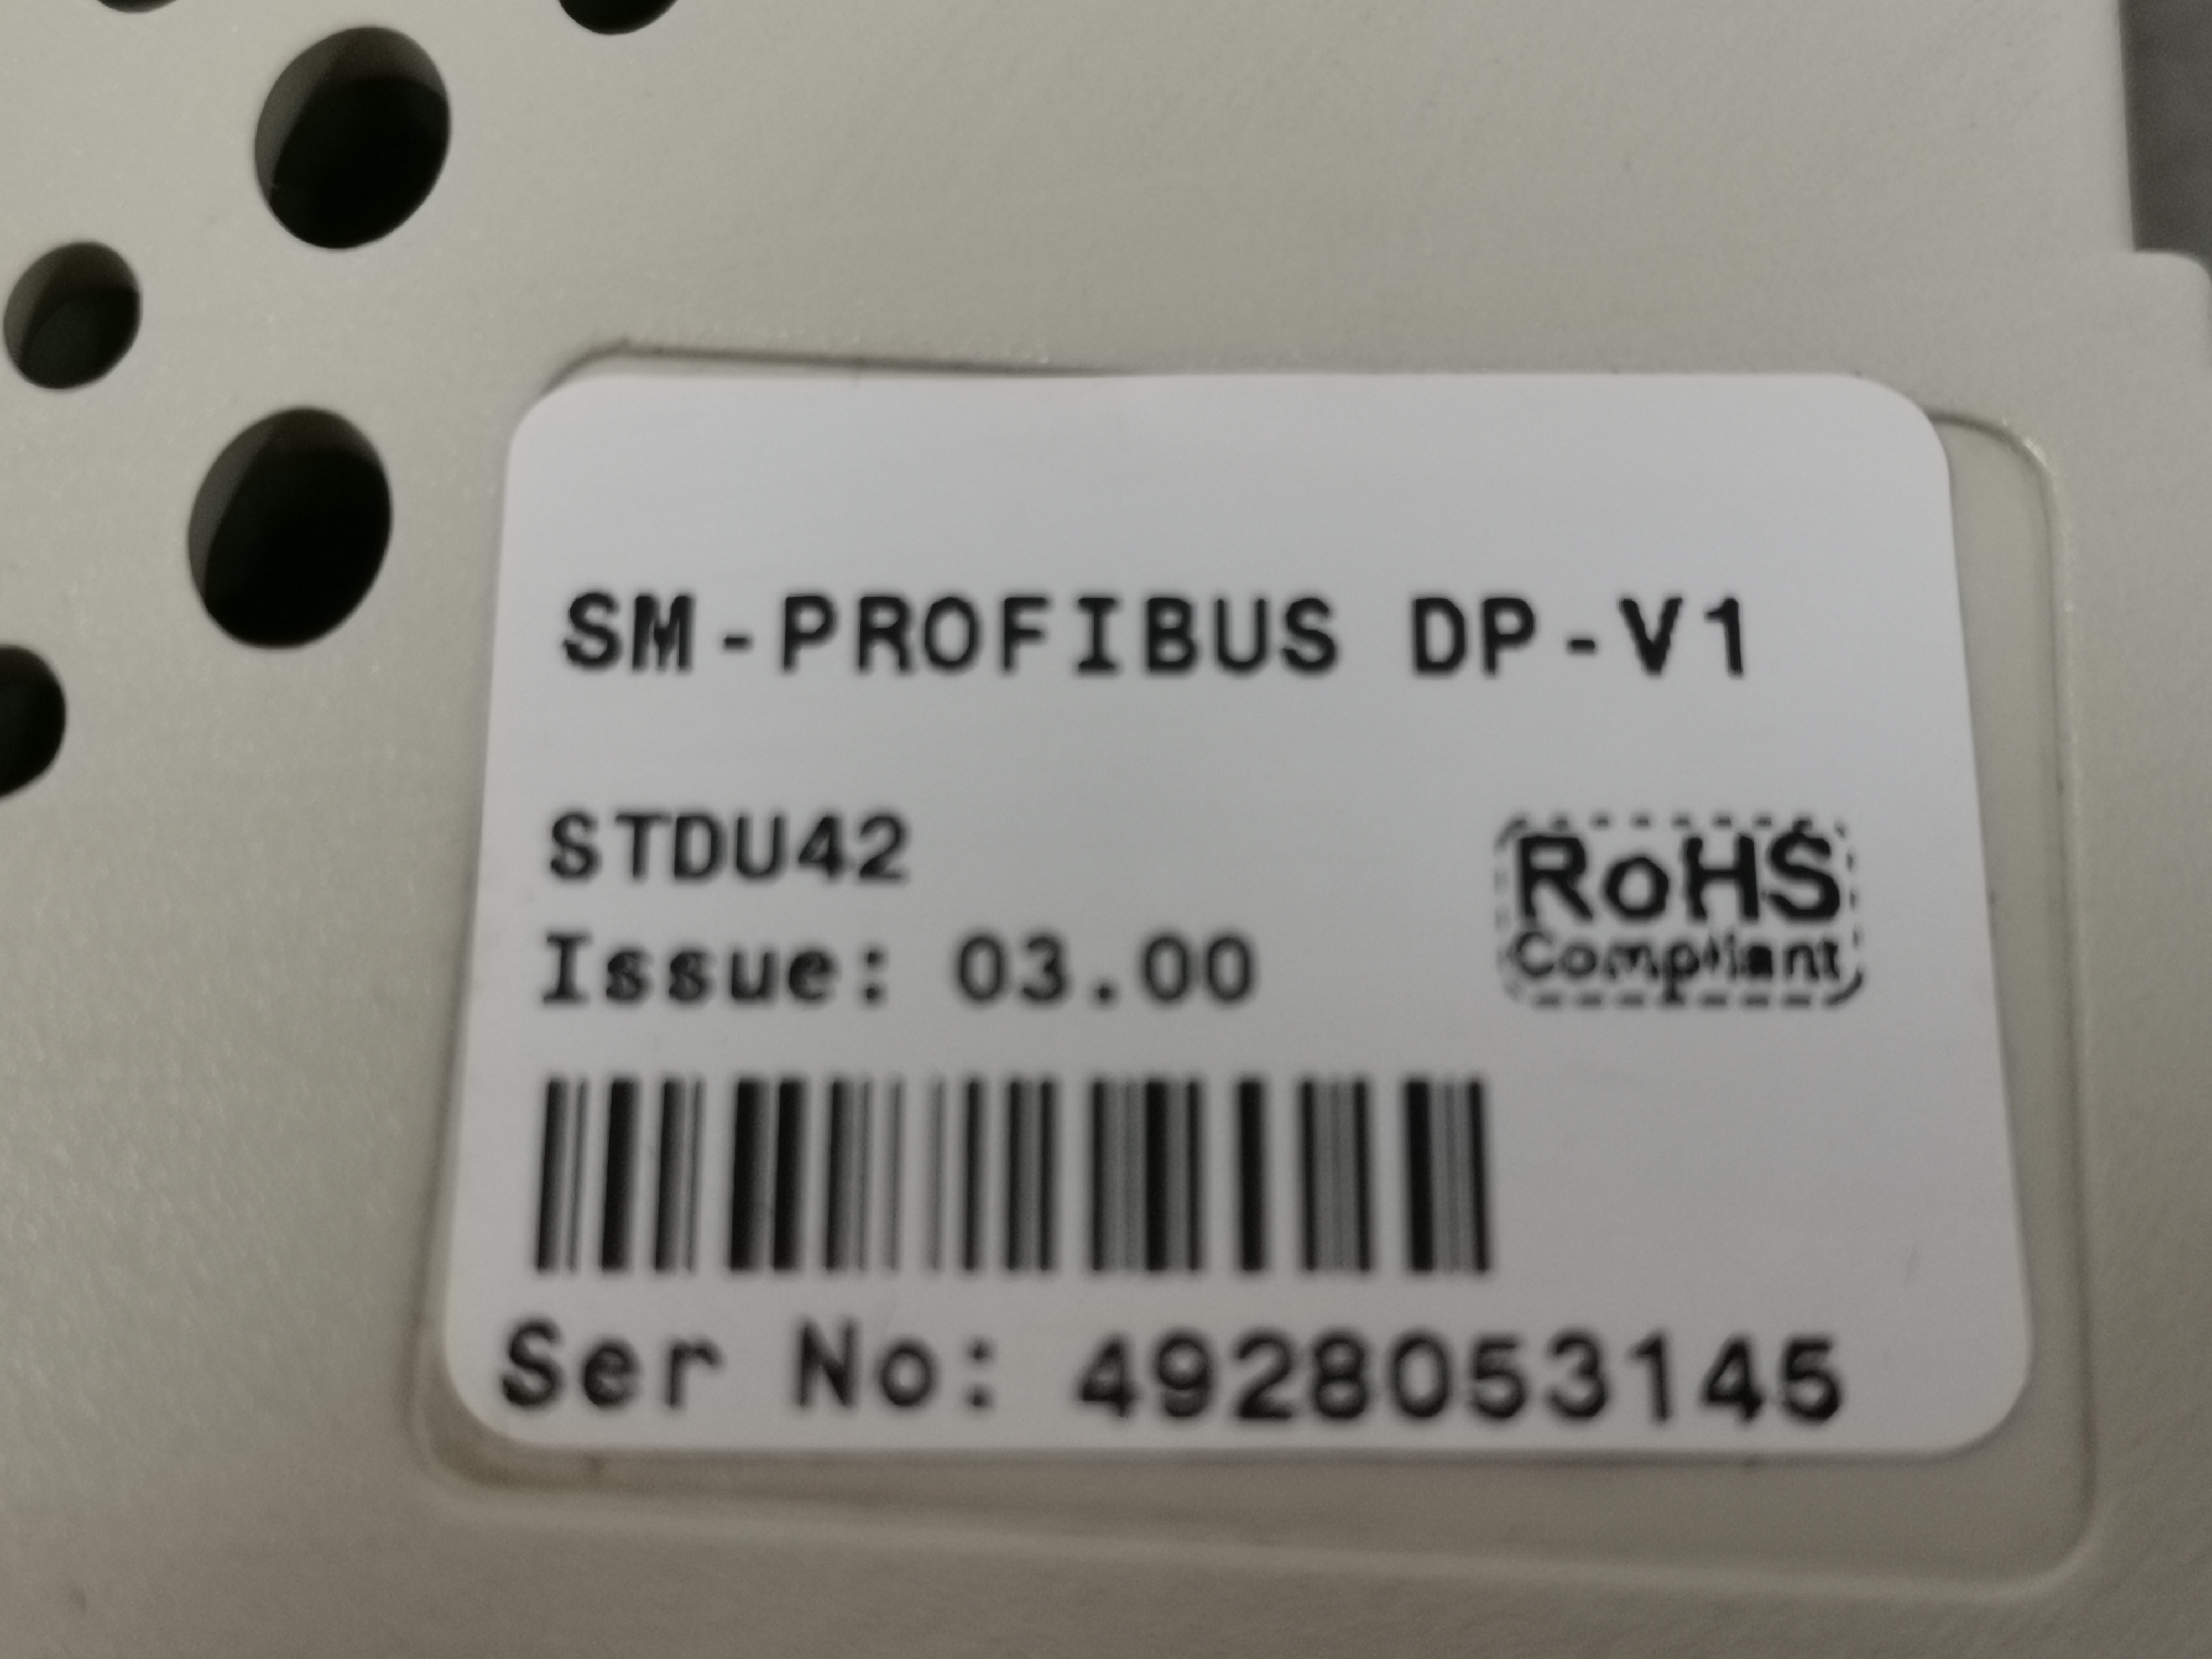 SM-PROFIBUS DP-V1
STDU42
RoHS
Compliant
Issue: 03.00
Ser No: 4928053145